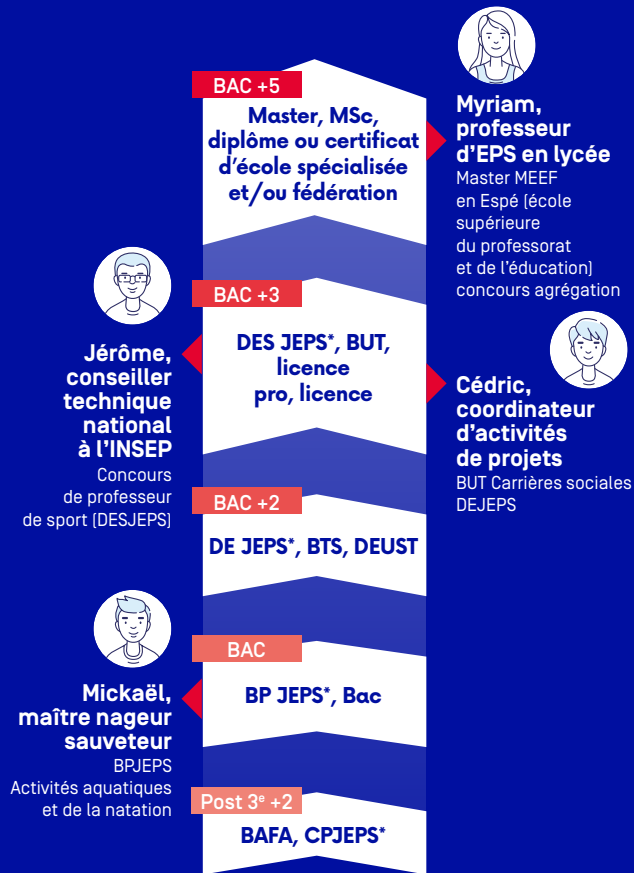 BAC +5
Master, MSc,
diplôme ou certificat
d'école spécialisée
et/ou fédération
Myriam,
professeur
d'EPS en lycée
Master MEEF
en Espé (école
supérieure
du professorat
et de l'éducation)
concours agrégation
BAC +3
DES JEPS*, BUT,
licence
pro, licence
Jérôme,
conseiller
technique
national
à l'INSEP
Concours
de professeur
de sport (DESJEPS)
Cédric,
coordinateur
d'activités
de projets
BUT Carrières sociales
DEJEPS
BAC +2
DE JEPS*, BTS, DEUST
BAC
BP JEPS*, Bac
Mickaël,
maître nageur
sauveteur
BPJEPS
Activités aquatiques
et de la natation
Post 3e +2
BAFA, CPJEPS*